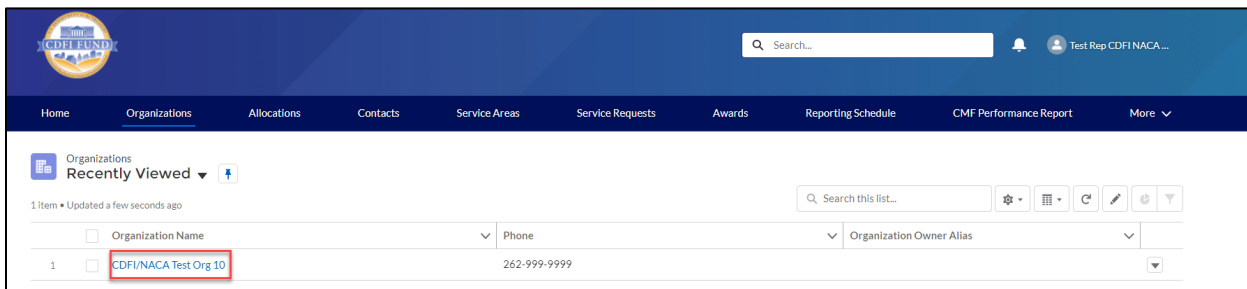 CDFI FUND
Search...
Test Rep CDFI NACA ...
Home Organizations Allocations Contacts Service Areas Service Requests Awards Reporting Schedule CMF Performance Report More
Organizations
Recently Viewed
1 item • Updated a few seconds ago
Search this list...
Organization Name Phone Organization Owner Alias
1 CDFI/NACA Test Org 10 262-999-9999